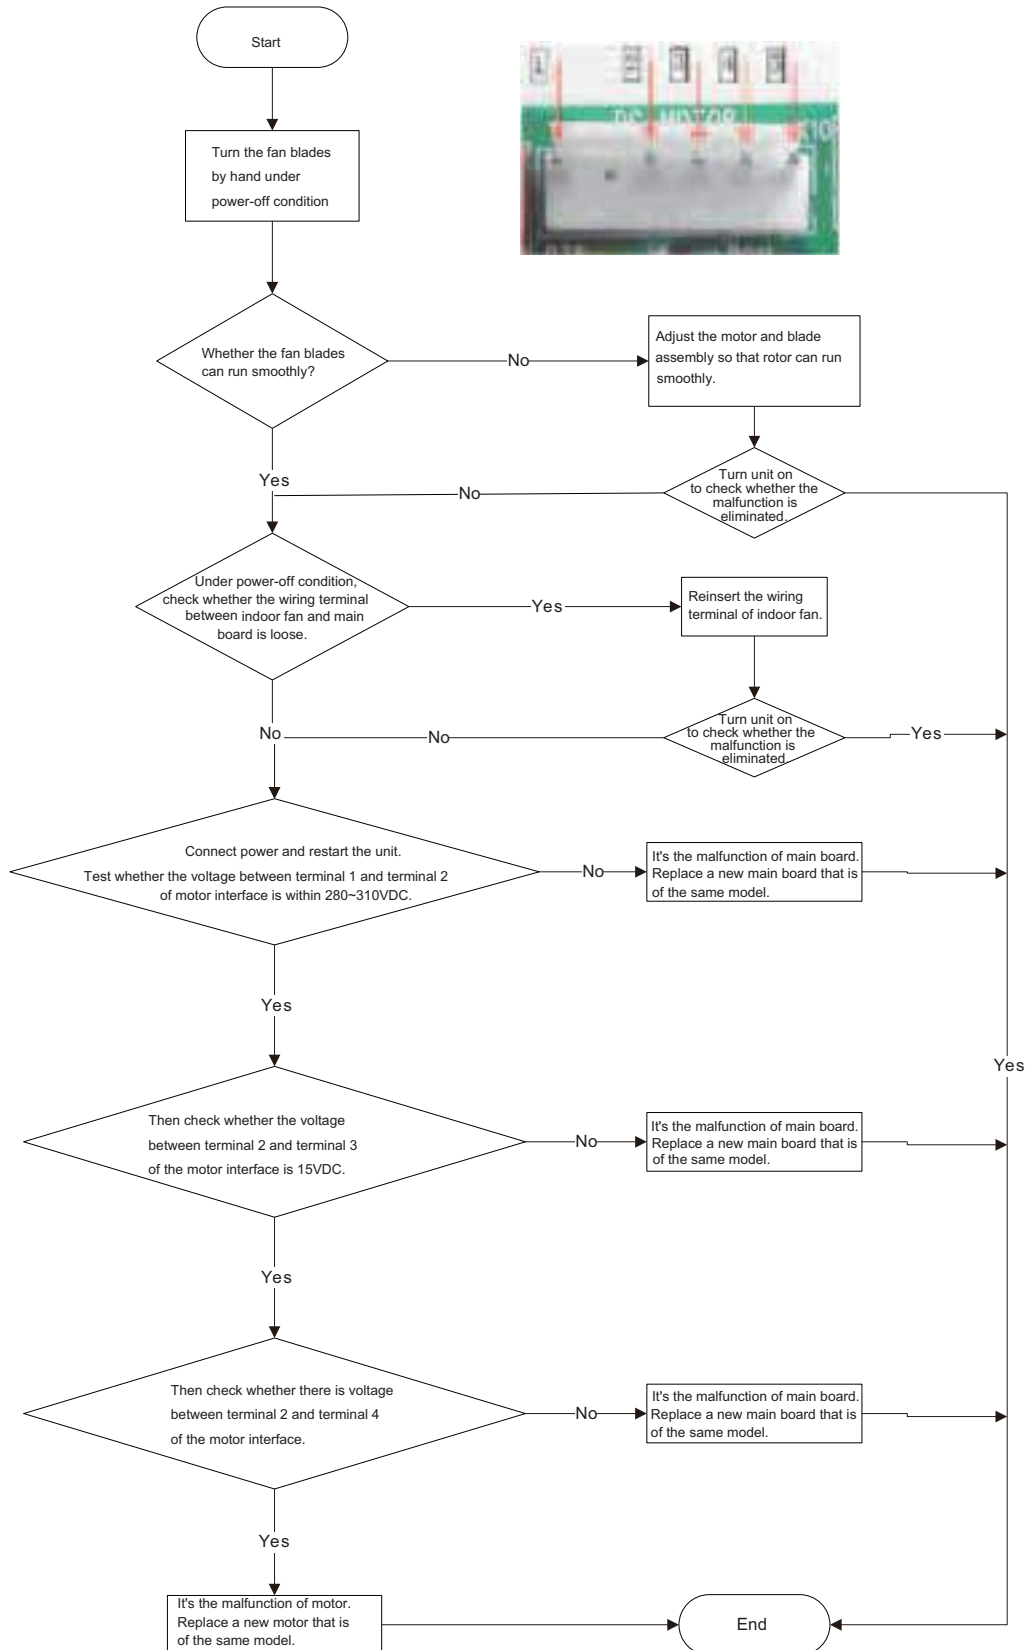 Start
DC MOTOR
Turn the fan blades
by hand under
power-off condition
Whether the fan blades
can run smoothly?
No
Adjust the motor and blade
assembly so that rotor can run
smoothly.
Yes
No
Turn unit on
to check whether the
malfunction is
eliminated.
Under power-off condition,
check whether the wiring terminal
between indoor fan and main
board is loose.
Yes
Reinsert the wiring
terminal of indoor fan.
No
No
Turn unit on
to check whether the
malfunction is
eliminated
Yes
Connect power and restart the unit.
Test whether the voltage between terminal 1 and terminal 2
of motor interface is within 280~310VDC.
No
It's the malfunction of main board.
Replace a new main board that is
of the same model.
Yes
Yes
Then check whether the voltage
between terminal 2 and terminal 3
of the motor interface is 15VDC.
No
It's the malfunction of main board.
Replace a new main board that is
of the same model.
Yes
Then check whether there is voltage
between terminal 2 and terminal 4
of the motor interface.
No
It's the malfunction of main board.
Replace a new main board that is
of the same model.
Yes
It's the malfunction of motor.
Replace a new motor that is
of the same model.
End